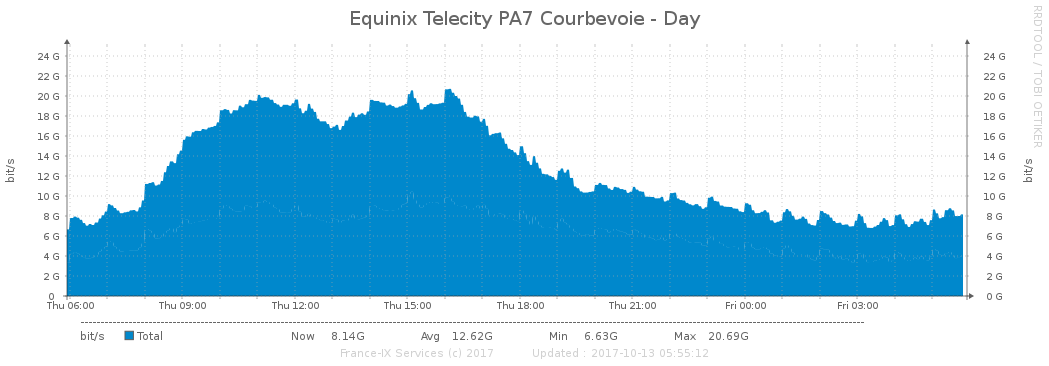 Equinix Telecity PA7 Courbevoie - Day
RRDTOOL / TOBI OETIKER
bit/s
24 G 24 G
22 G 22 G
20 G 20 G
18 G 18 G
16 G 16 G
14 G 14 G
12 G 12 G
10 G 10 G
8 G 8 G
6 G 6 G
4 G 4 G
2 G 2 G
0 0 G
bit/s
Thu 06:00 Thu 09:00 Thu 12:00 Thu 15:00 Thu 18:00 Thu 21:00 Fri 00:00 Fri 03:00
bit/s Total Now 8.14G Avg 12.62G Min 6.63G Max 20.69G
France-IX Services (c) 2017 Updated : 2017-10-13 05:55:12